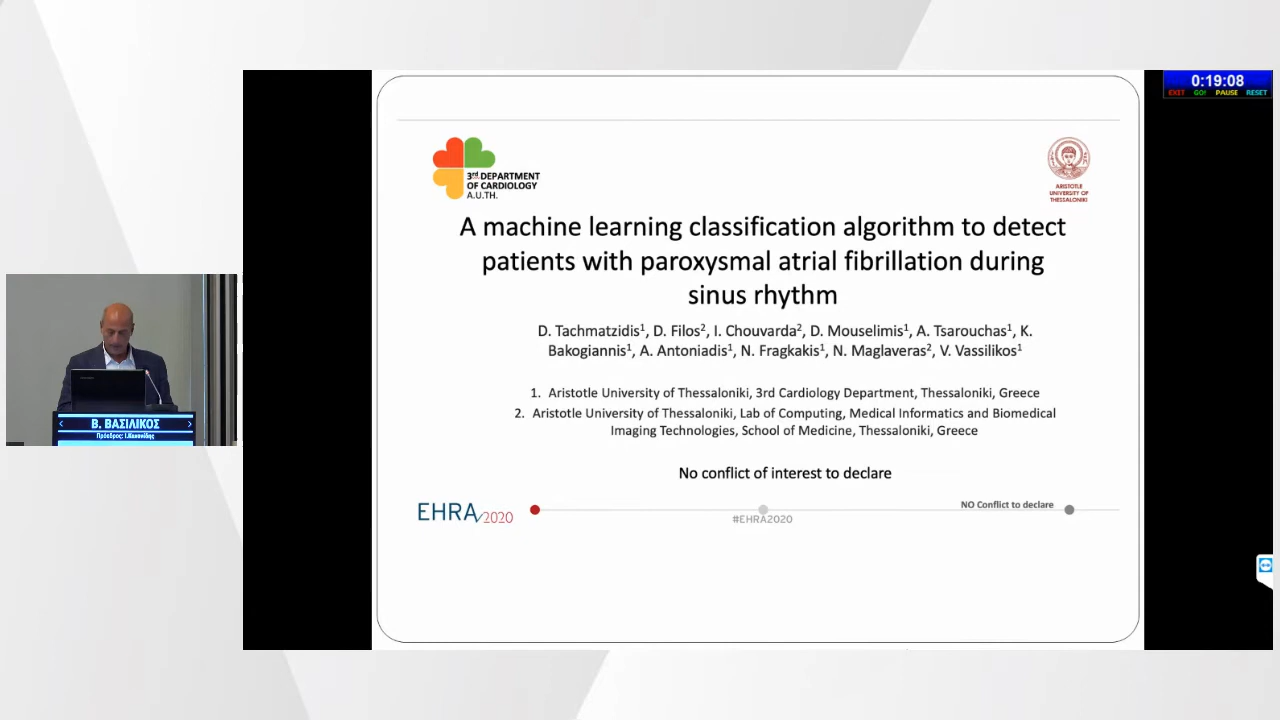 0:19:08
EXIT GO! PAUSE RESET
3rd DEPARTMENT
OF CARDIOLOGY
A.U.TH.
ARISTOTLE
UNIVERSITY OF
THESSALONIKI
A machine learning classification algorithm to detect
patients with paroxysmal atrial fibrillation during
sinus rhythm
D. Tachmatzidis¹, D. Filos², I. Chouvarda², D. Mouselimis¹, A. Tsarouchas¹, K.
Bakogiannis¹, A. Antoniadis¹, N. Fragkakis¹, N. Maglaveras², V. Vassilikos¹
1. Aristotle University of Thessaloniki, 3rd Cardiology Department, Thessaloniki, Greece
2. Aristotle University of Thessaloniki, Lab of Computing, Medical Informatics and Biomedical
Imaging Technologies, School of Medicine, Thessaloniki, Greece
No conflict of interest to declare
EHRA 2020
#EHRA2020
NO Conflict to declare
Β. ΒΑΣΙΛΙΚΟΣ
Πρόεδρος: Ι.Κανονίδης